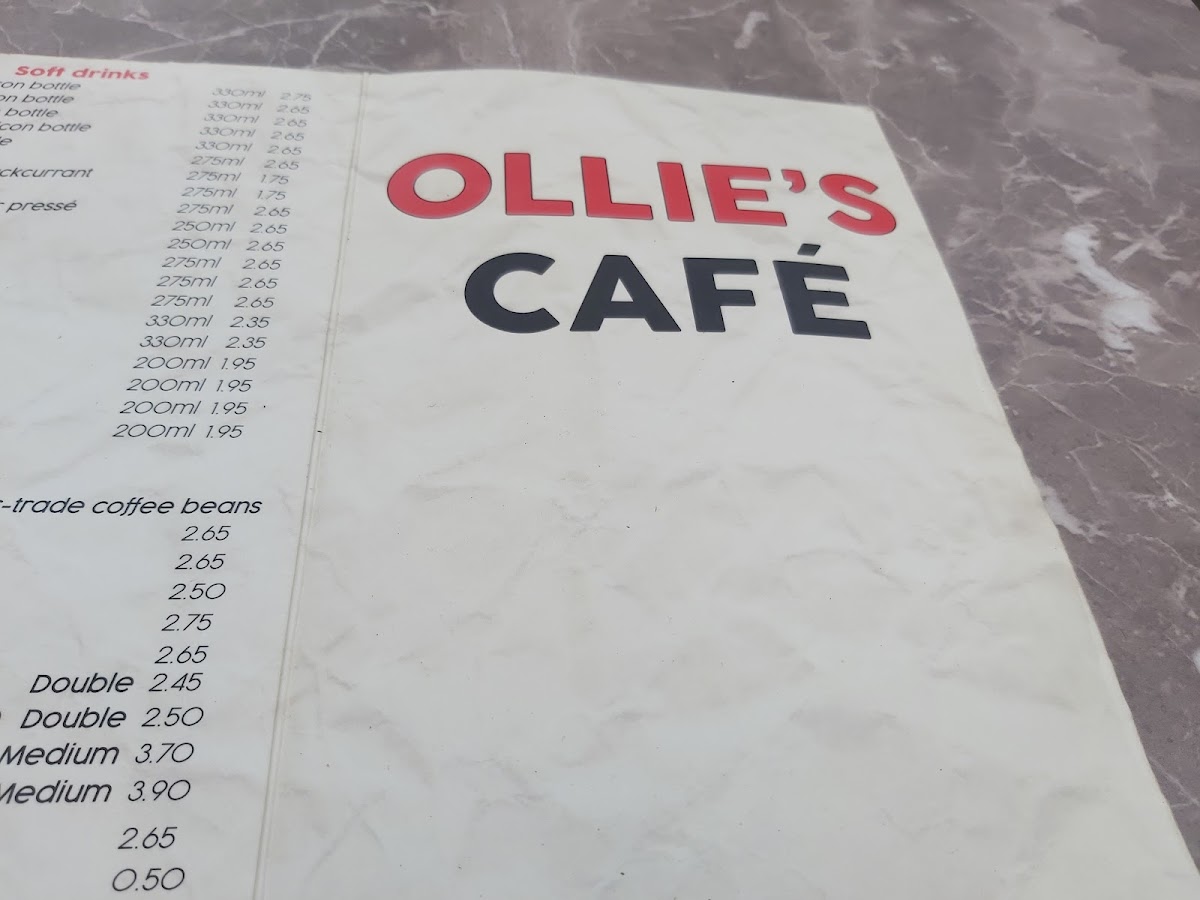 Soft drinks
con bottle 330ml 2.75
on bottle 330ml 2.65
bottle 330ml 2.65
con bottle 330ml 2.65
330ml 2.65
275ml 2.65
ckcurrant 275ml 1.75
275ml 1.75
pressé 275ml 2.65
250ml 2.65
250ml 2.65
275ml 2.65
275ml 2.65
275ml 2.65
330ml 2.35
330ml 2.35
200ml 1.95
200ml 1.95
200ml 1.95
200ml 1.95
-trade coffee beans
2.65
2.65
2.50
2.75
2.65
Double 2.45
Double 2.50
Medium 3.70
Medium 3.90
2.65
0.50
OLLIE'S
CAFÉ